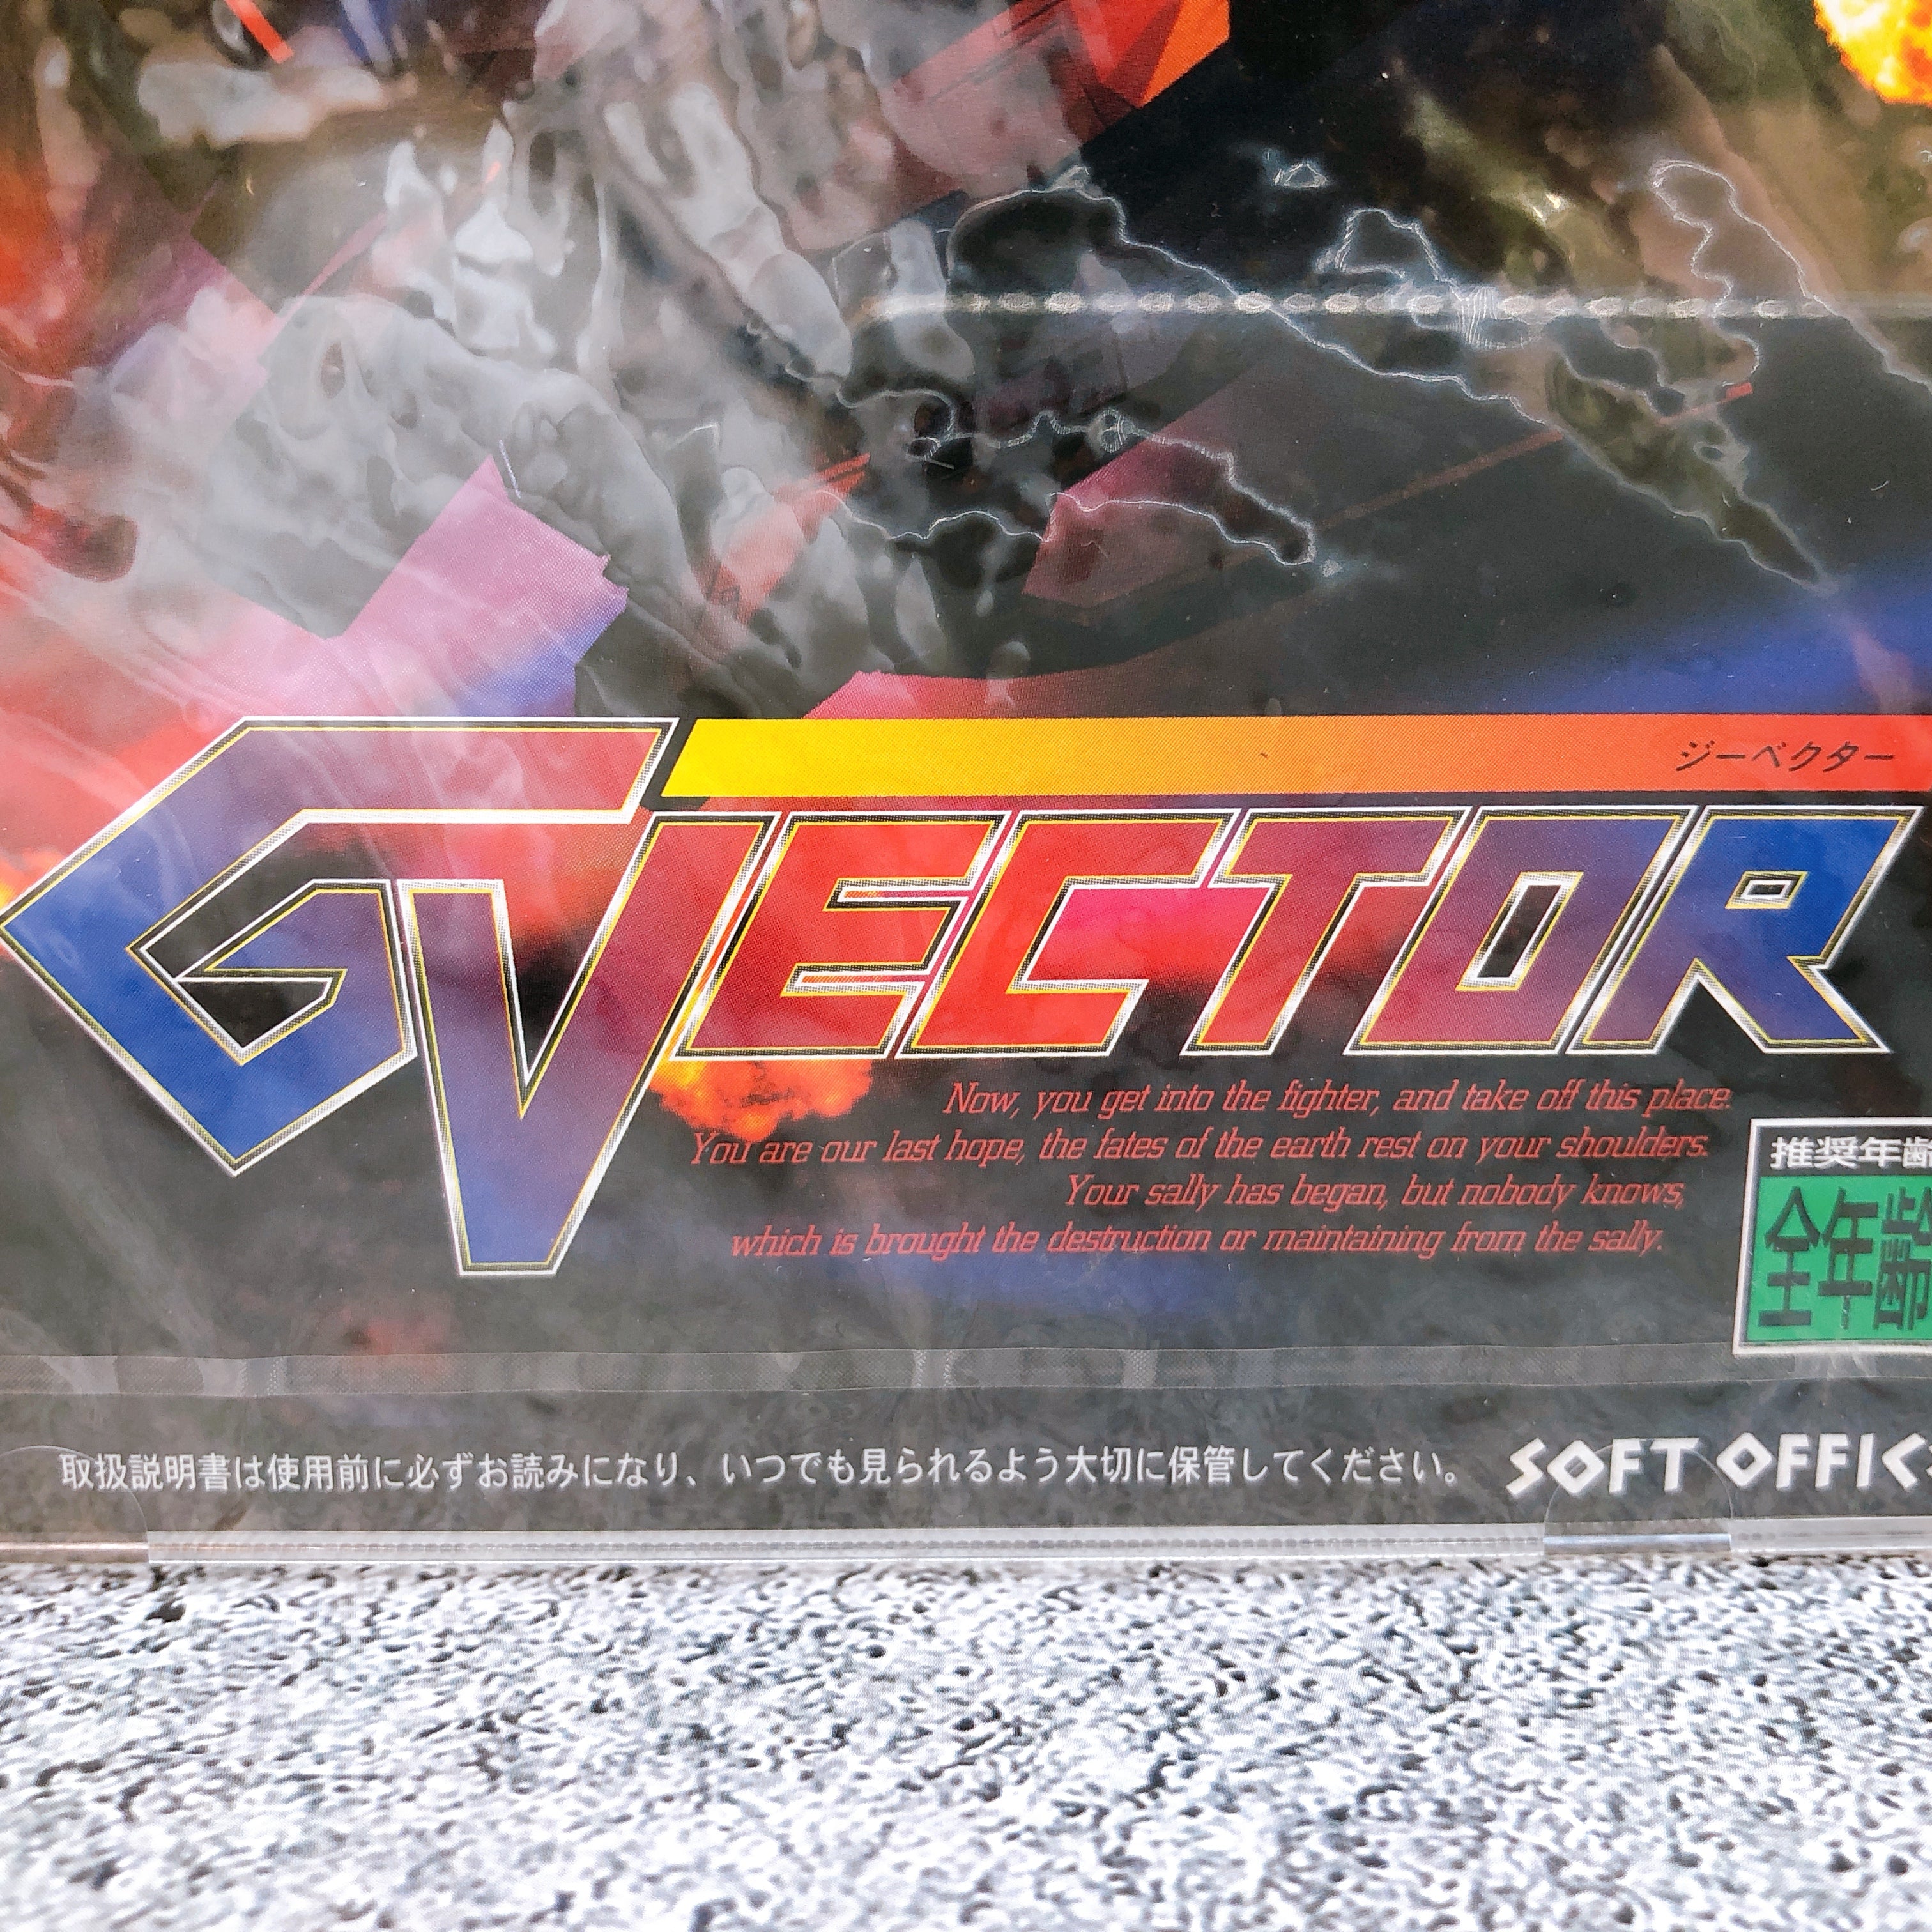 ジーベクター
GVECTOR
Now, you get into the fighter, and take off this place.
You are our last hope, the fates of the earth rest on your shoulders.
Your sally has began, but nobody knows,
which is brought the destruction or maintaining from the sally.
推奨年齢
全年齢
取扱説明書は使用前に必ずお読みになり、いつでも見られるよう大切に保管してください。
SOFT OFFIC